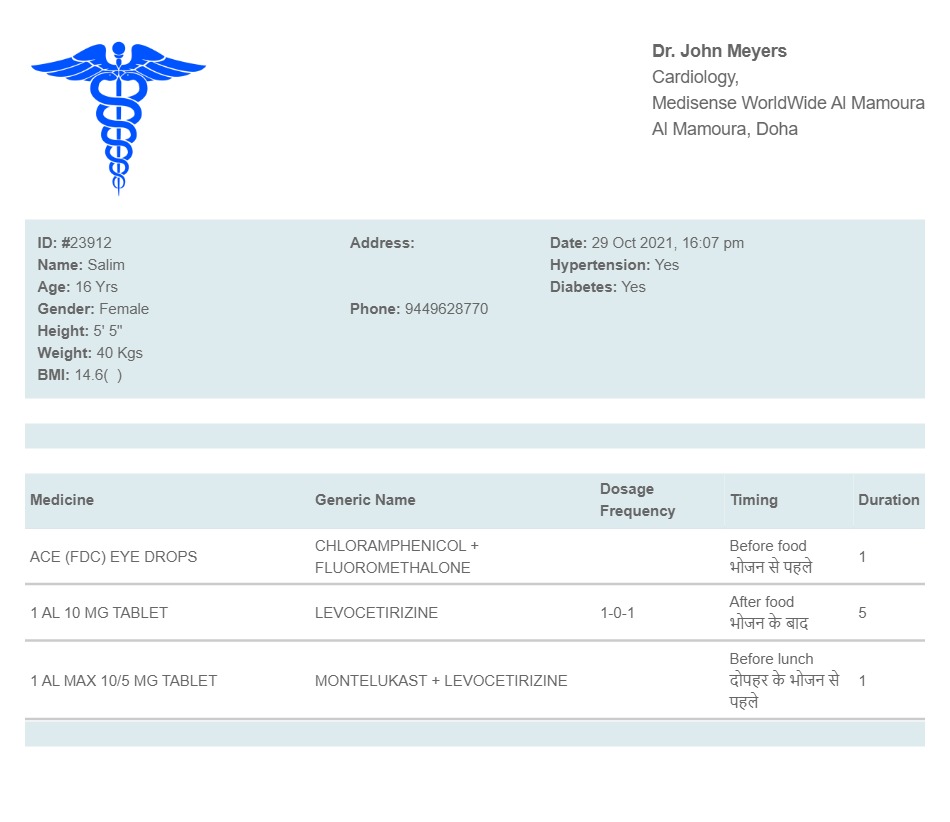 Dr. John Meyers
Cardiology,
Medisense WorldWide Al Mamoura
Al Mamoura, Doha
ID: #23912
Name: Salim
Age: 16 Yrs
Gender: Female
Height: 5' 5"
Weight: 40 Kgs
BMI: 14.6( )
Address:
Phone: 9449628770
Date: 29 Oct 2021, 16:07 pm
Hypertension: Yes
Diabetes: Yes
Medicine Generic Name Dosage Frequency Timing Duration
ACE (FDC) EYE DROPS
CHLORAMPHENICOL +
FLUOROMETHALONE
Before food
भोजन से पहले
1
1 AL 10 MG TABLET
LEVOCETIRIZINE
1-0-1
After food
भोजन के बाद
5
1 AL MAX 10/5 MG TABLET
MONTELUKAST + LEVOCETIRIZINE
Before lunch
दोपहर के भोजन से
पहले
1